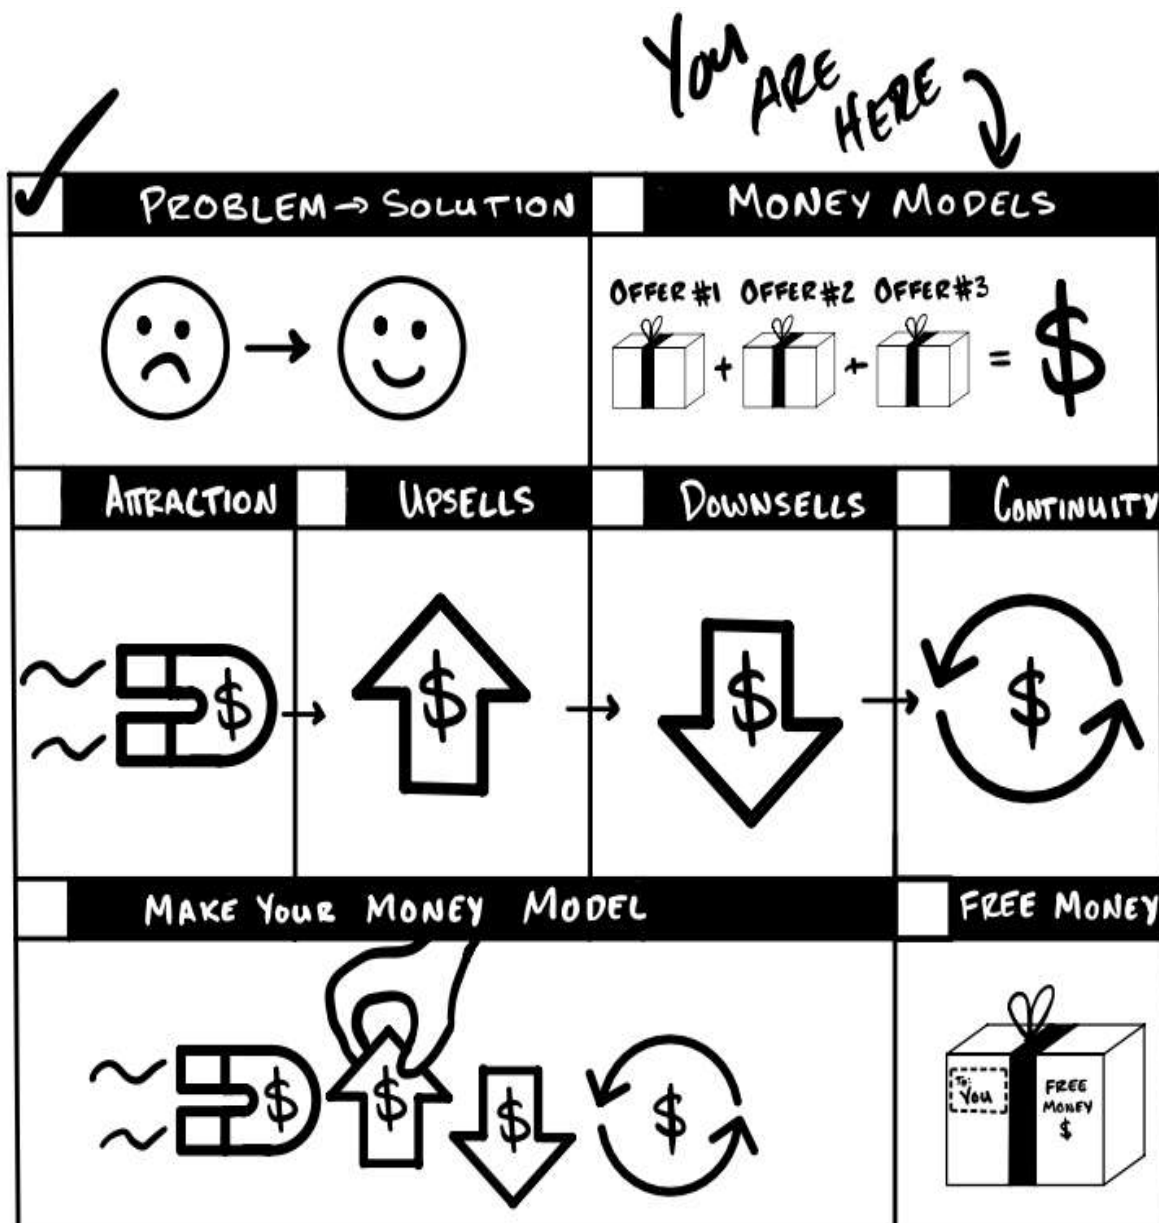 You ARE HERE
PROBLEM → SOLUTION
MONEY MODELS
OFFER #1 OFFER #2 OFFER #3
+ + = $
ATTRACTION
UPSELLS
DOWNSELLS
CONTINUITY
$ $ $ $
MAKE YOUR MONEY MODEL
FREE MONEY
$ $ $ $
To:
You
FREE
MONEY
$